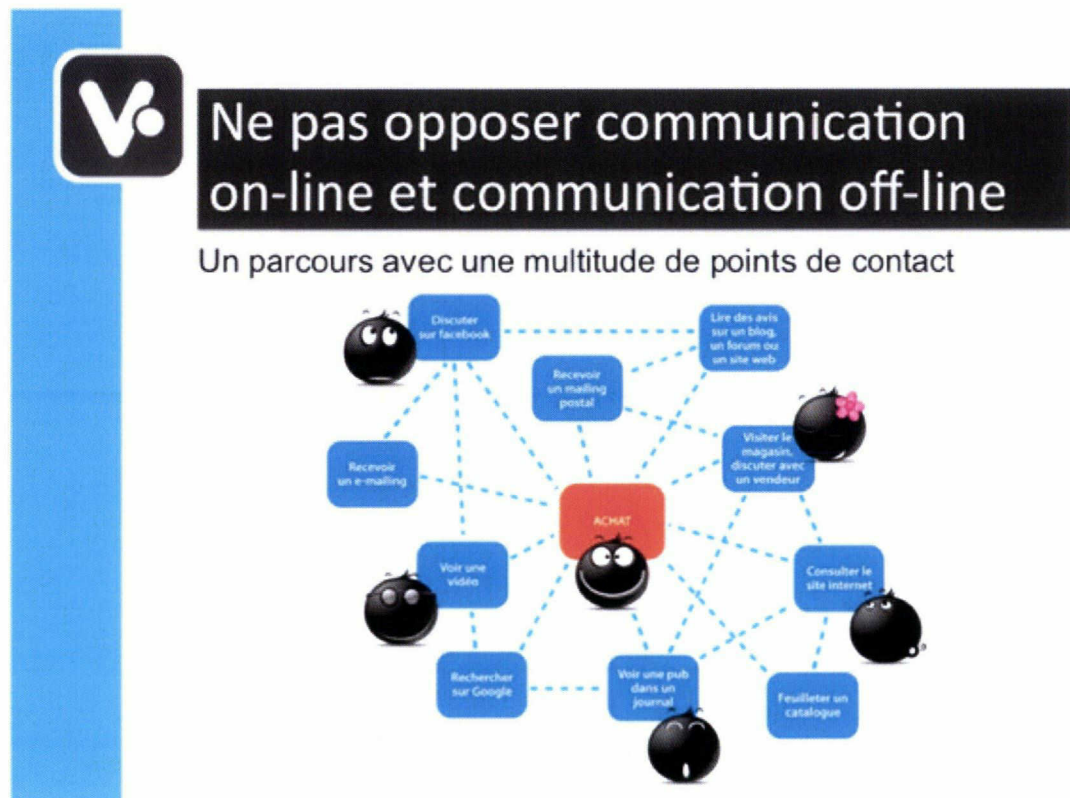 V.
Ne pas opposer communication
on-line et communication off-line
Un parcours avec une multitude de points de contact
Discuter
sur facebook
Lire des avis
sur un blog,
un forum ou
un site web
Recevoir
un mailing
postal
Visiter le
magasin,
discuter avec
un vendeur
Recevoir
un e-mailing
ACHAT
Voir une
vidéo
Consulter le
site internet
Rechercher
sur Google
Voir une pub
dans un
journal
Feuilleter un
catalogue